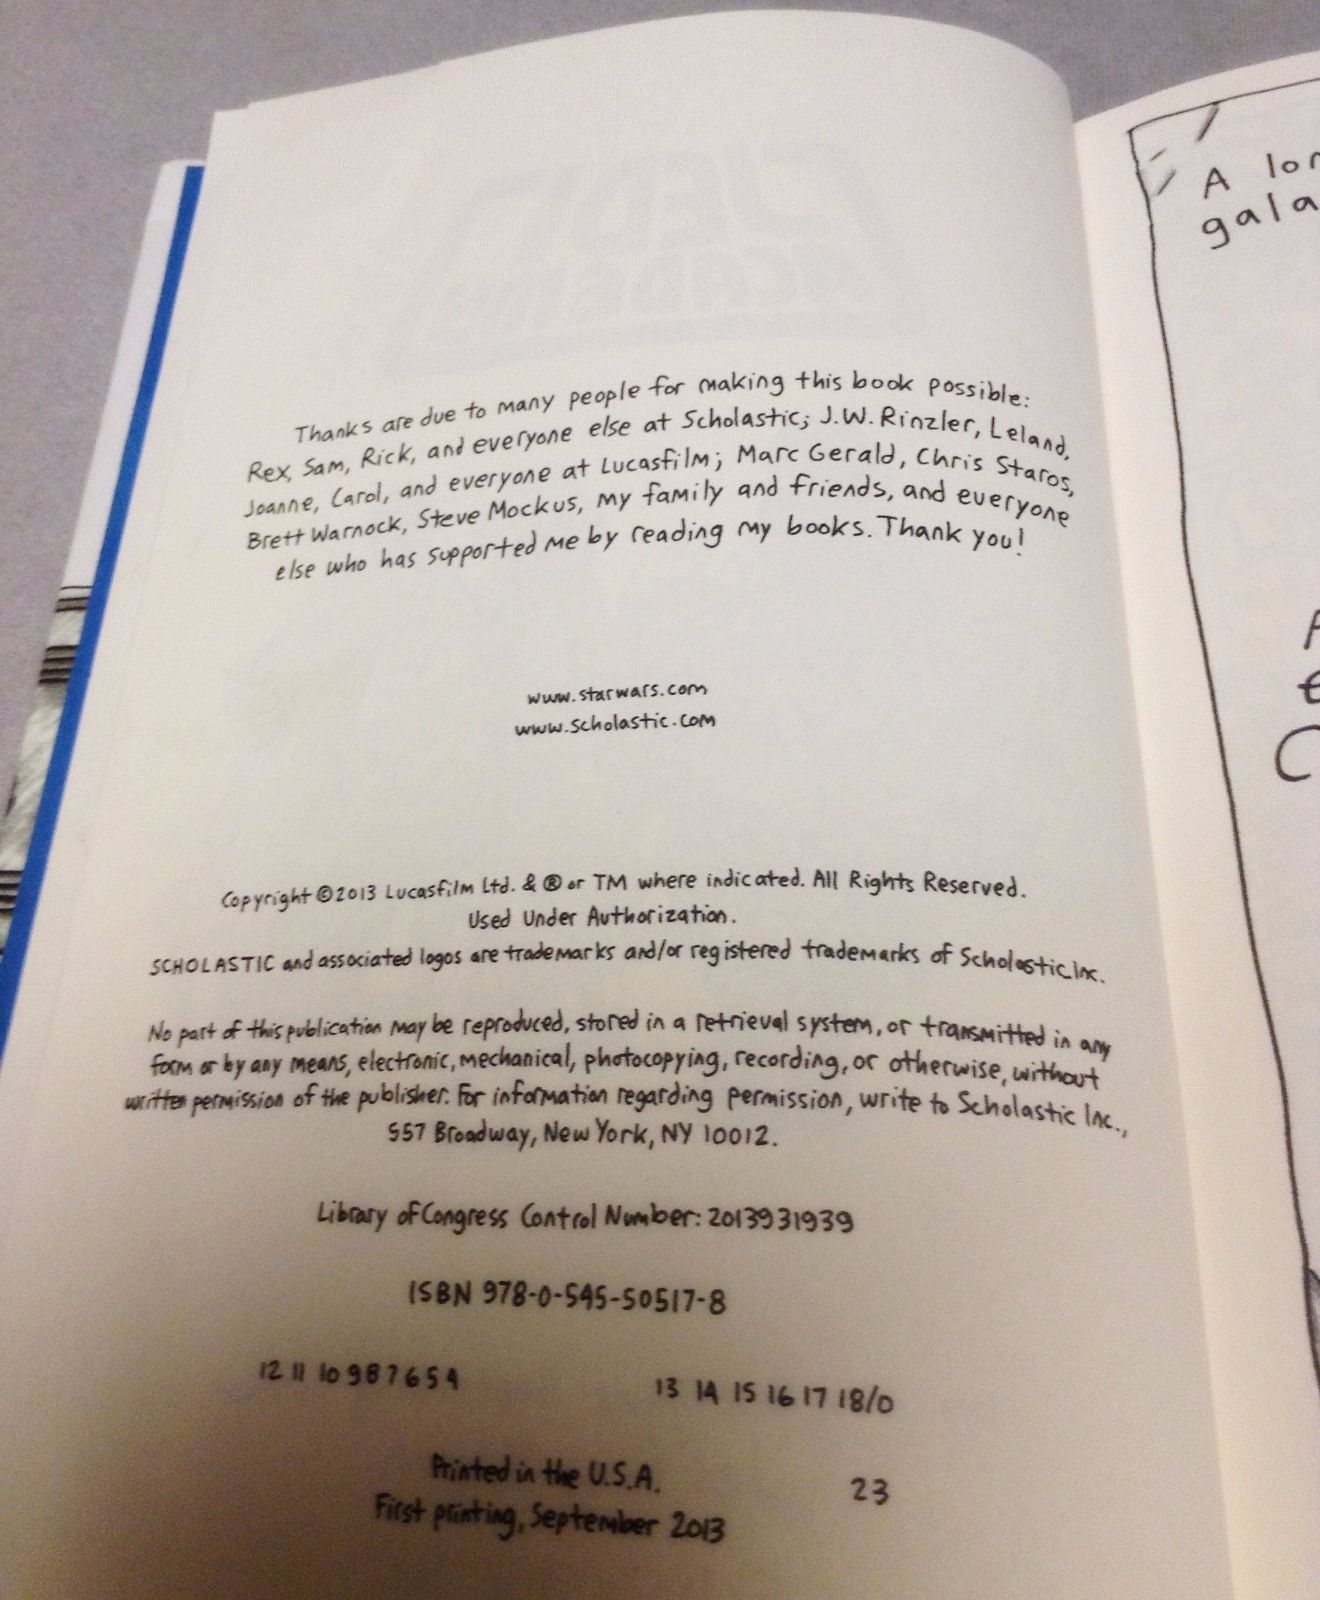 Thanks are due to many people for making this book possible:
Rex, Sam, Rick, and everyone else at Scholastic; J.W. Rinzler, Leland,
Joanne, Carol, and everyone at Lucasfilm; Marc Gerald, Chris Staros,
Brett Warnock, Steve Mockus, my family and friends, and everyone
else who has supported me by reading my books. Thank you!
www.starwars.com
www.scholastic.com
Copyright ©2013 Lucasfilm Ltd. & ® or TM where indicated. All Rights Reserved.
Used Under Authorization.
SCHOLASTIC and associated logos are trademarks and/or registered trademarks of Scholastic Inc.
No part of this publication may be reproduced, stored in a retrieval system, or transmitted in any
form or by any means, electronic, mechanical, photocopying, recording, or otherwise, without
written permission of the publisher. For information regarding permission, write to Scholastic Inc.,
557 Broadway, New York, NY 10012.
Library of Congress Control Number: 2013931939
ISBN 978-0-545-50517-8
12 11 10 9 8 7 6 5 4 13 14 15 16 17 18/0
Printed in the U.S.A. 23
First printing, September 2013
A
gala